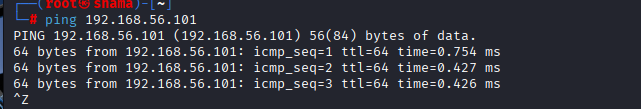 (root㉿shama)-[~]
# ping 192.168.56.101
PING 192.168.56.101 (192.168.56.101) 56(84) bytes of data.
64 bytes from 192.168.56.101: icmp_seq=1 ttl=64 time=0.754 ms
64 bytes from 192.168.56.101: icmp_seq=2 ttl=64 time=0.427 ms
64 bytes from 192.168.56.101: icmp_seq=3 ttl=64 time=0.426 ms
^Z